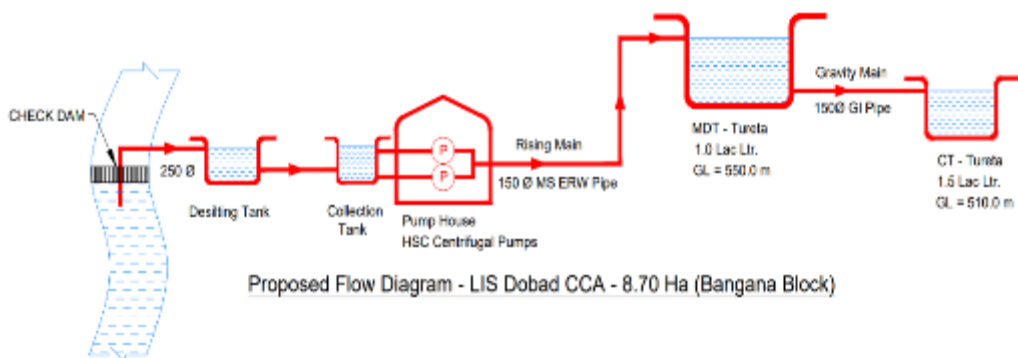 CHECK DAM
250 Ø
Desilting Tank
Collection
Tank
P
P
Pump House
HSC Centrifugal Pumps
Rising Main
150 Ø MS ERW Pipe
MDT - Tureta
1.0 Lac Ltr.
GL = 550.0 m
Gravity Main
150Ø GI Pipe
CT - Tureta
1.5 Lac Ltr.
GL = 510.0 m
Proposed Flow Diagram - LIS Dobad CCA - 8.70 Ha (Bangana Block)